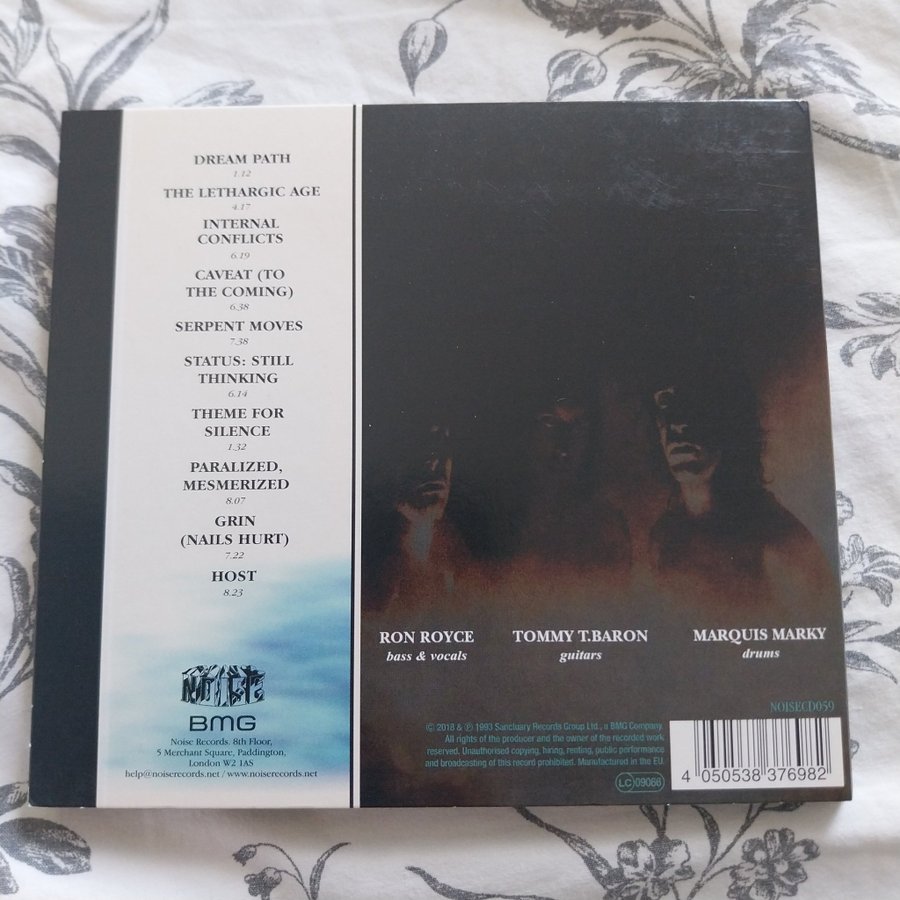 DREAM PATH
1.12
THE LETHARGIC AGE
4.17
INTERNAL
CONFLICTS
6.19
CAVEAT (TO
THE COMING)
6.38
SERPENT MOVES
7.38
STATUS: STILL
THINKING
6.14
THEME FOR
SILENCE
1.32
PARALIZED,
MESMERIZED
8.07
GRIN
(NAILS HURT)
7.22
HOST
8.23
NOISE
BMG
Noise Records. 8th Floor,
5 Merchant Square, Paddington,
London W2 1AS
help@noiserecords.net / www.noiserecords.net
RON ROYCE
bass & vocals
TOMMY T.BARON
guitars
MARQUIS MARKY
drums
NOISECD059
© 2018 & ℗ 1993 Sanctuary Records Group Ltd., a BMG Company.
All rights of the producer and the owner of the recorded work
reserved. Unauthorised copying, hiring, renting, public performance
and broadcasting of this record prohibited. Manufactured in the EU.
LC 09066
4 050538 376982